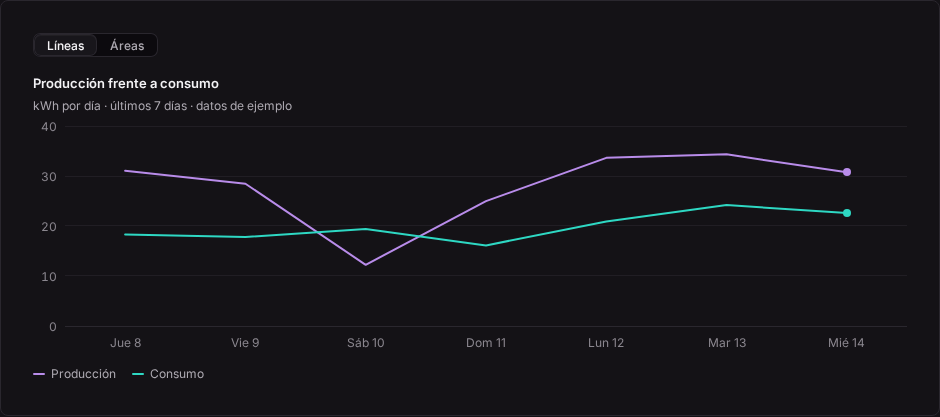 Líneas Áreas
Producción frente a consumo
kWh por día · últimos 7 días · datos de ejemplo
40
30
20
10
0
Jue 8 Vie 9 Sáb 10 Dom 11 Lun 12 Mar 13 Mié 14
Producción Consumo